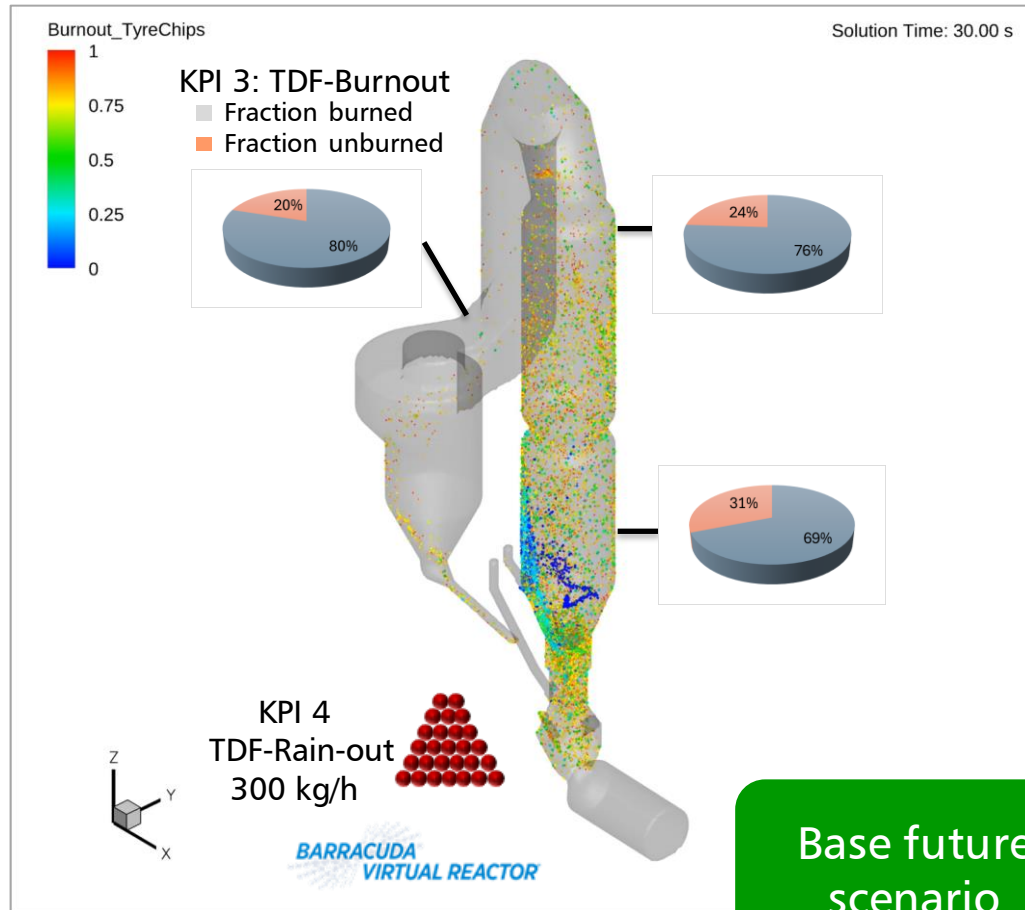 Burnout_TyreChips
Solution Time: 30.00 s
1
0.75
0.5
0.25
0
KPI 3: TDF-Burnout
Fraction burned
Fraction unburned
20%
80%
24%
76%
31%
69%
KPI 4
TDF-Rain-out
300 kg/h
Z
Y
X
BARRACUDA
VIRTUAL REACTOR
Base future
scenario